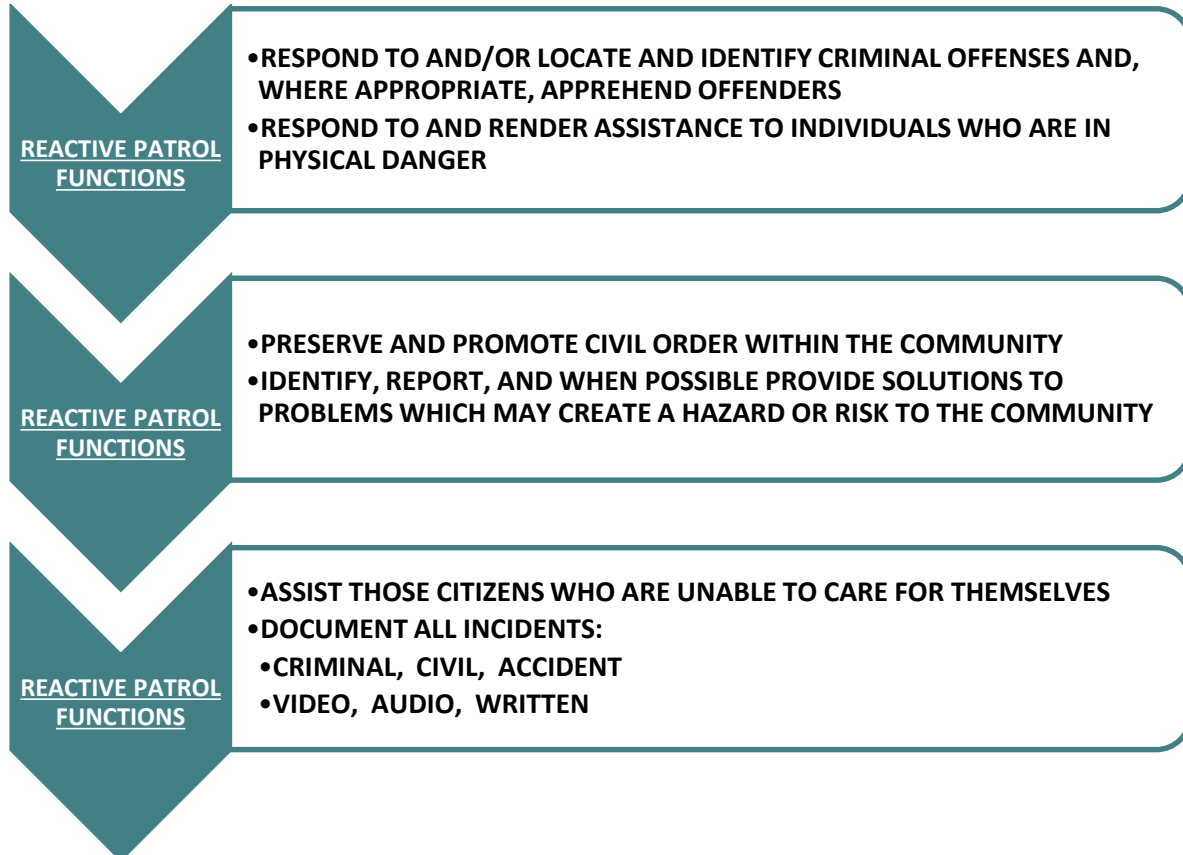 REACTIVE PATROL
FUNCTIONS
•RESPOND TO AND/OR LOCATE AND IDENTIFY CRIMINAL OFFENSES AND,
WHERE APPROPRIATE, APPREHEND OFFENDERS
•RESPOND TO AND RENDER ASSISTANCE TO INDIVIDUALS WHO ARE IN
PHYSICAL DANGER
REACTIVE PATROL
FUNCTIONS
•PRESERVE AND PROMOTE CIVIL ORDER WITHIN THE COMMUNITY
•IDENTIFY, REPORT, AND WHEN POSSIBLE PROVIDE SOLUTIONS TO
PROBLEMS WHICH MAY CREATE A HAZARD OR RISK TO THE COMMUNITY
REACTIVE PATROL
FUNCTIONS
•ASSIST THOSE CITIZENS WHO ARE UNABLE TO CARE FOR THEMSELVES
•DOCUMENT ALL INCIDENTS:
•CRIMINAL, CIVIL, ACCIDENT
•VIDEO, AUDIO, WRITTEN